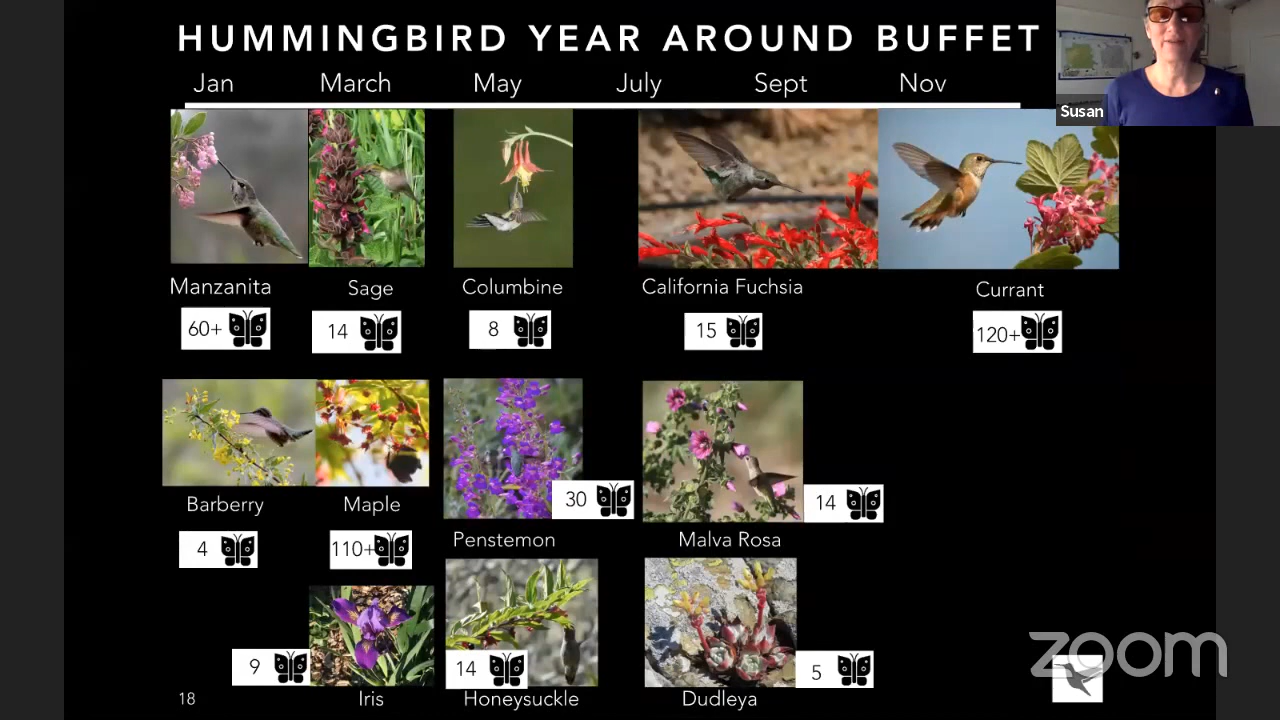 HUMMINGBIRD YEAR AROUND BUFFET
Jan March May July Sept Nov
Susan
Manzanita Sage Columbine California Fuchsia Currant
60+ 14 8 15 120+
Barberry Maple
Penstemon 30
Malva Rosa 14
4 110+
9 14 5
18 Iris Honeysuckle Dudleya
zoom